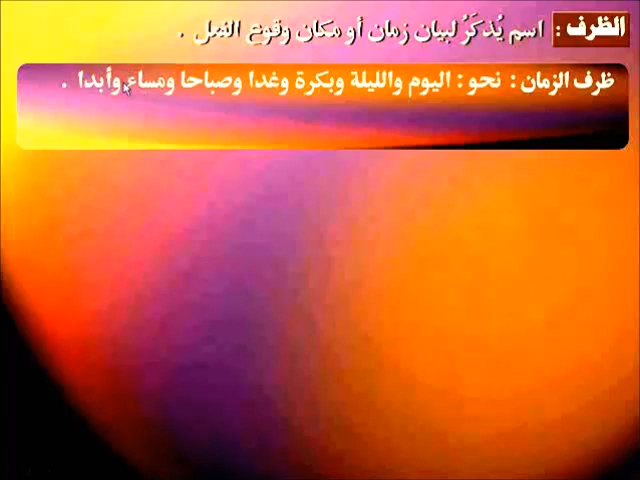 الظرف : اسم يُذكَرُ لبيان زمان أو مكان وقوع الفعل .
ظرف الزمان : نحو : اليوم والليلة وبكرة وغدا وصباحا ومساء وأبدا .